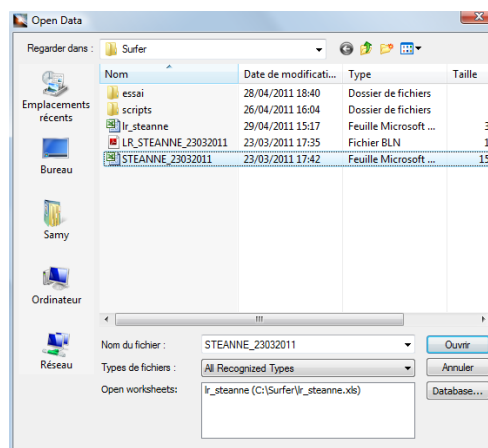 Open Data
Regarder dans : Surfer
Nom Date de modificati... Type Taille
essai 28/04/2011 18:40 Dossier de fichiers
scripts 26/04/2011 16:04 Dossier de fichiers
lr_steanne 29/04/2011 15:17 Feuille Microsoft ... 3
LR_STEANNE_23032011 23/03/2011 17:35 Fichier BLN 1
STEANNE_23032011 23/03/2011 17:42 Feuille Microsoft ... 15
Emplacements
récents
Bureau
Samy
Ordinateur
Réseau
Nom du fichier : STEANNE_23032011 Ouvrir
Types de fichiers : All Recognized Types Annuler
Open worksheets: lr_steanne (C:\Surfer\lr_steanne.xls) Database...